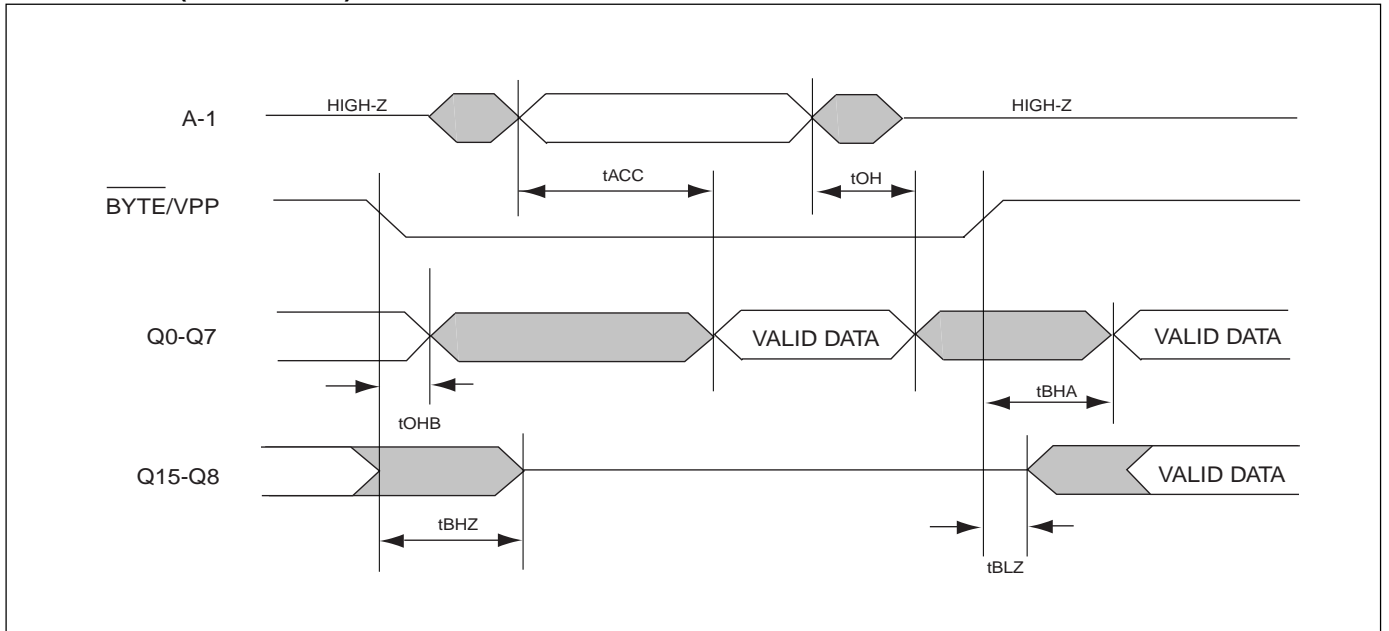 HIGH-Z
HIGH-Z
A-1
tACC
tOH
BYTE/VPP
Q0-Q7
VALID DATA
VALID DATA
tBHA
tOHB
Q15-Q8
VALID DATA
tBHZ
tBLZ